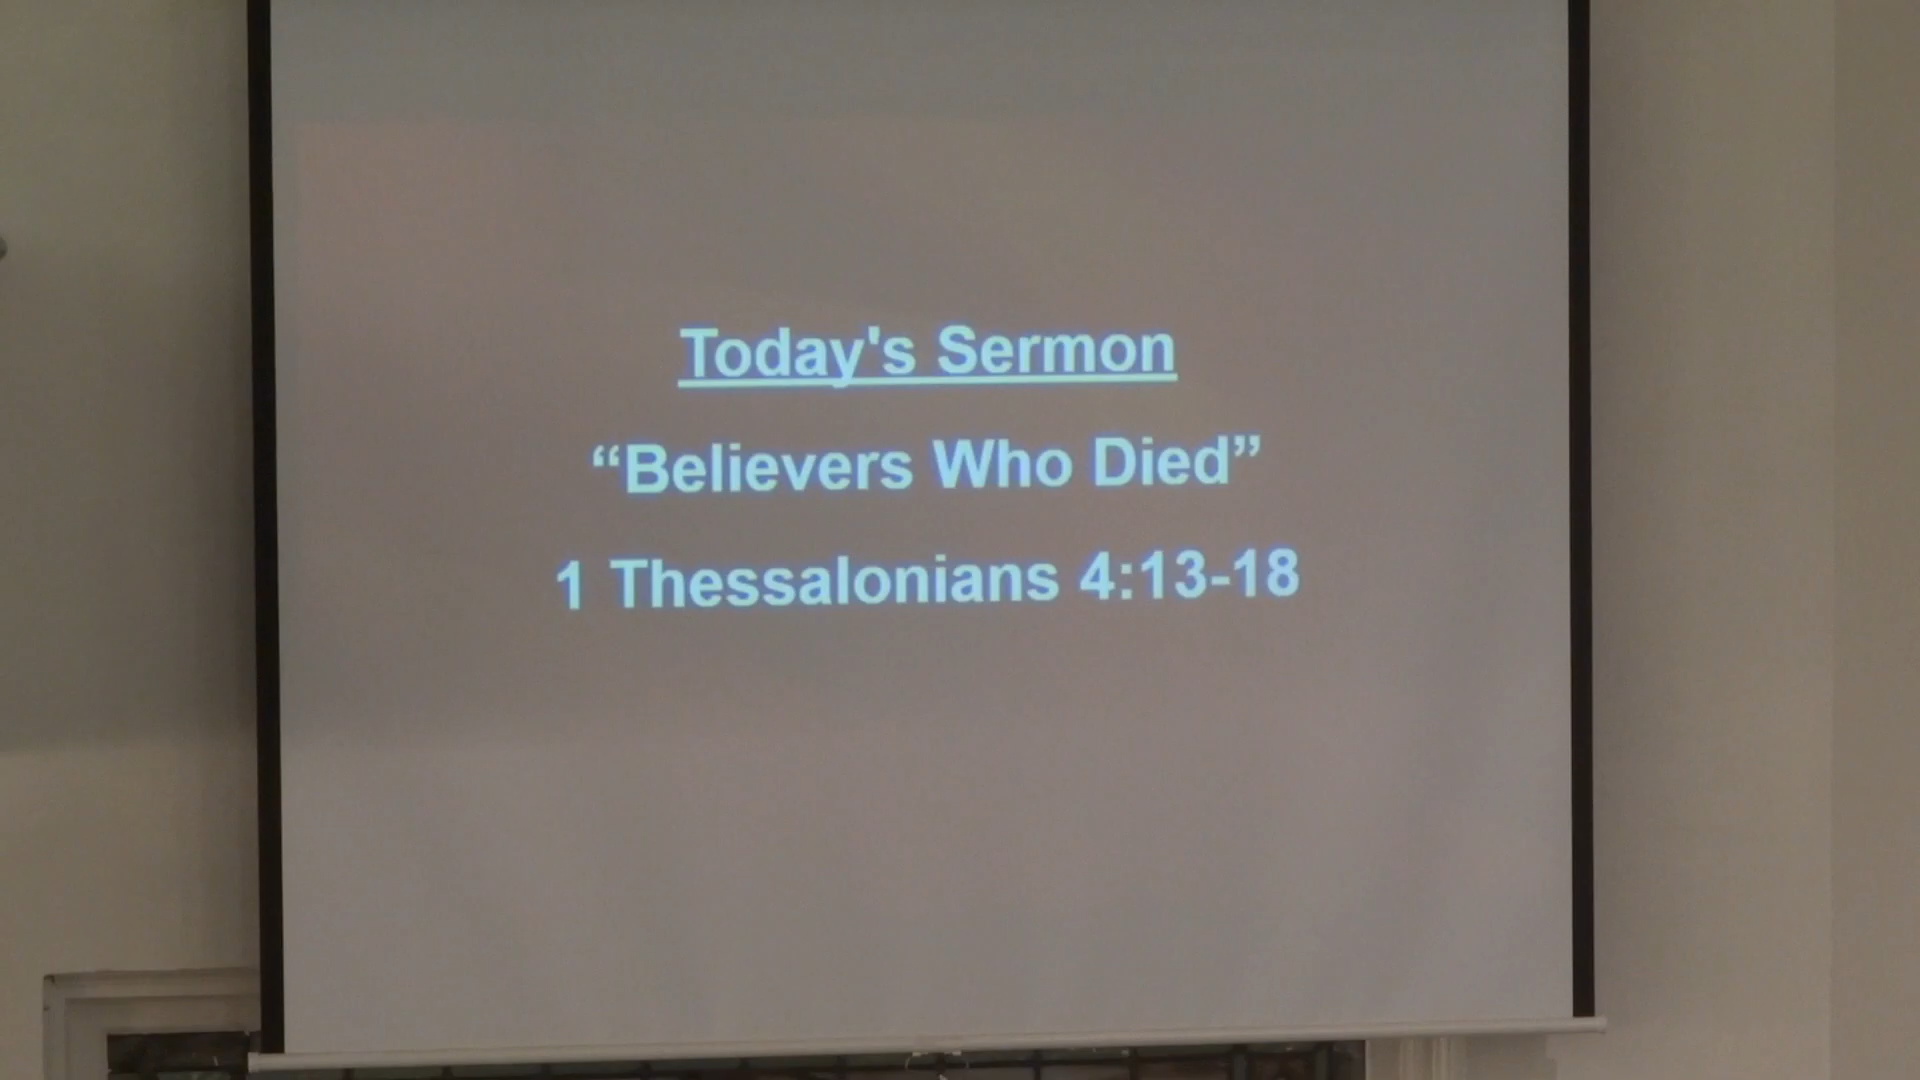 Today's Sermon
“Believers Who Died”
1 Thessalonians 4:13-18